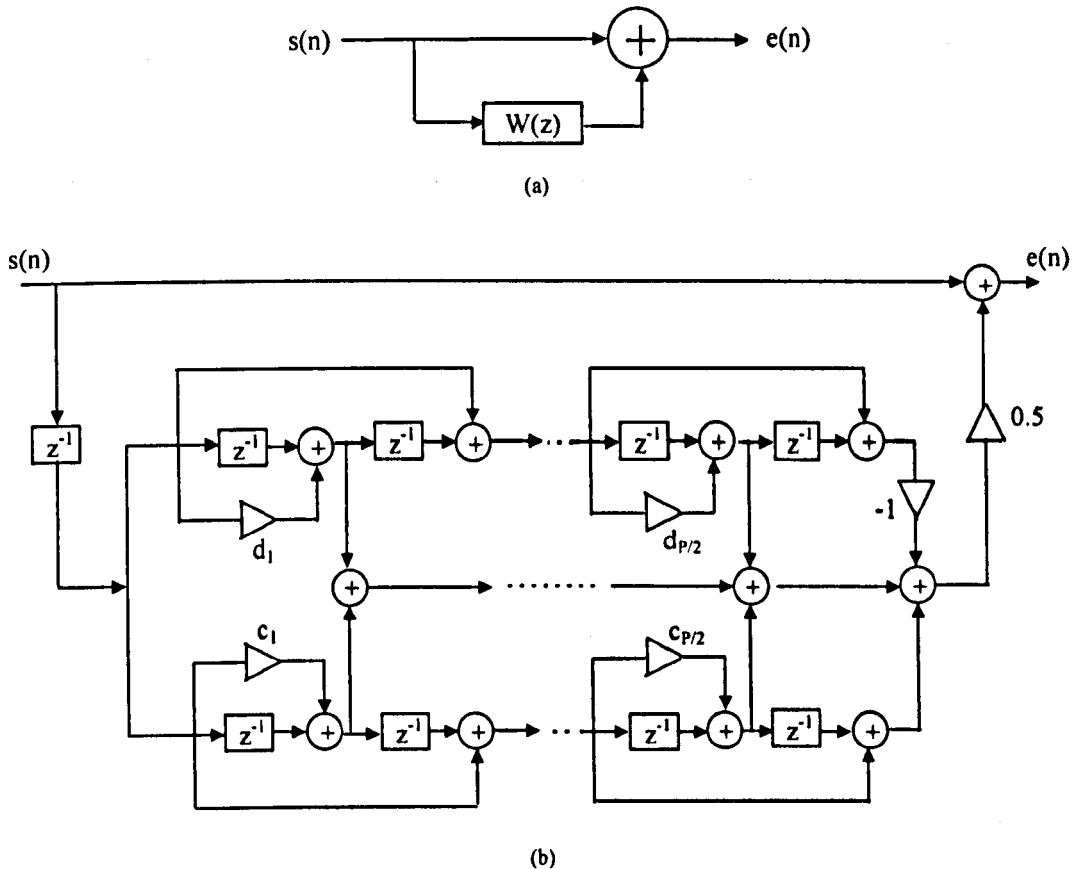 s(n)
+
e(n)
W(z)
(a)
s(n)
e(n)
+
0.5
z⁻¹
z⁻¹
+
z⁻¹
+
z⁻¹
+
z⁻¹
+
-1
d₁
d_{P/2}
+
+
+
c₁
c_{P/2}
z⁻¹
+
z⁻¹
+
z⁻¹
+
z⁻¹
+
(b)